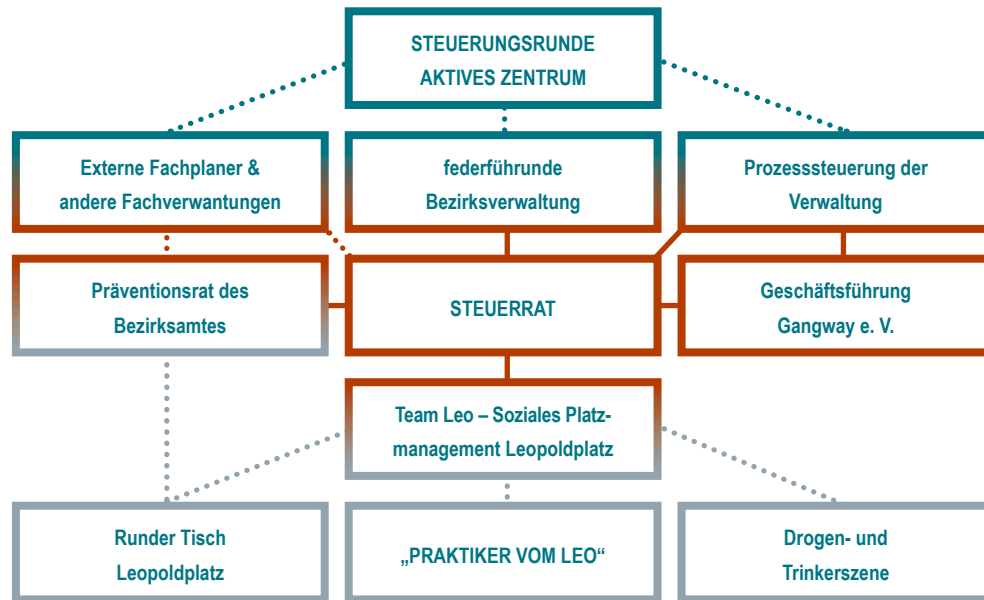 STEUERUNGSRUNDE
AKTIVES ZENTRUM
Externe Fachplaner &
andere Fachverwantungen
federführunde
Bezirksverwaltung
Prozesssteuerung der
Verwaltung
Präventionsrat des
Bezirksamtes
STEUERRAT
Geschäftsführung
Gangway e. V.
Team Leo – Soziales Platz-
management Leopoldplatz
Runder Tisch
Leopoldplatz
„PRAKTIKER VOM LEO“
Drogen- und
Trinkerszene